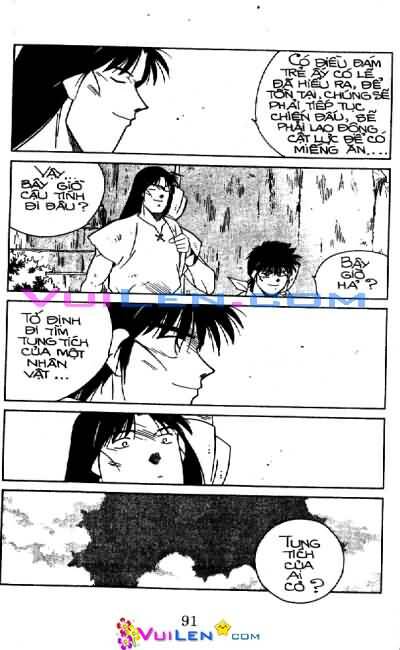 CÓ ĐIỀU ĐÁM
TRẺ ẤY CÓ LẼ
ĐÃ HIỂU RA, ĐỂ
TỒN TẠI, CHÚNG SẼ
PHẢI TIẾP TỤC
CHIẾN ĐẤU, SẼ
PHẢI LAO ĐỘNG
CẬT LỰC ĐỂ CÓ
MIẾNG ĂN....
VẬY...
BÂY GIỜ
CẬU TÍNH
ĐI ĐÂU?
BÂY
GIỜ
HẢ?
VUILEN.COM
TỚ ĐỊNH
ĐI TÌM
TUNG TÍCH
CỦA MỘT
NHÂN
VẬT...
TUNG
TÍCH
CỦA
AI
CƠ?
91
VUILEN
.COM